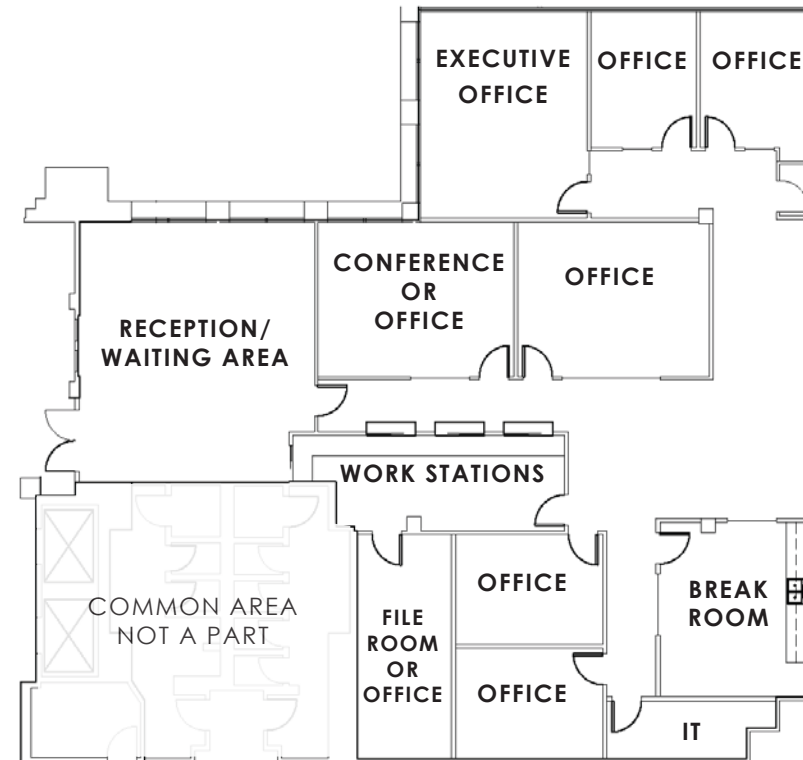 EXECUTIVE
OFFICE
OFFICE
OFFICE
CONFERENCE
OR
OFFICE
OFFICE
RECEPTION/
WAITING AREA
WORK STATIONS
COMMON AREA
NOT A PART
FILE
ROOM
OR
OFFICE
OFFICE
OFFICE
BREAK
ROOM
IT